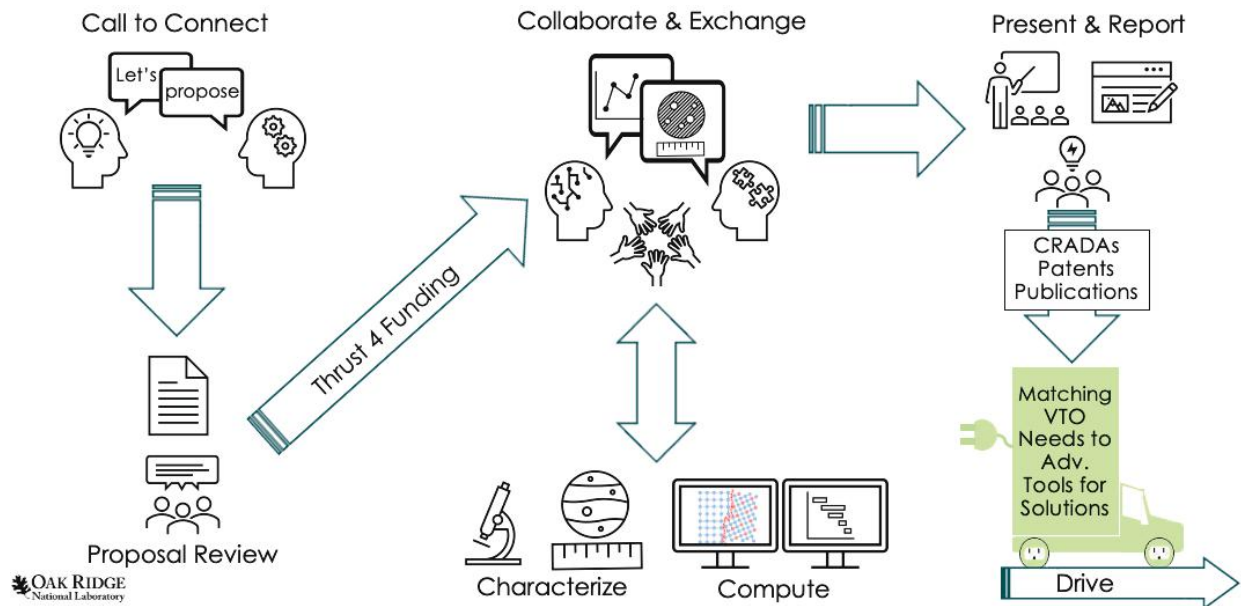 Call to Connect
Let's
propose
Proposal Review
Thrust 4 Funding
Collaborate & Exchange
Characterize
Compute
Present & Report
CRADAs
Patents
Publications
Matching
VTO
Needs to
Adv.
Tools for
Solutions
Drive
OAK RIDGE
National Laboratory